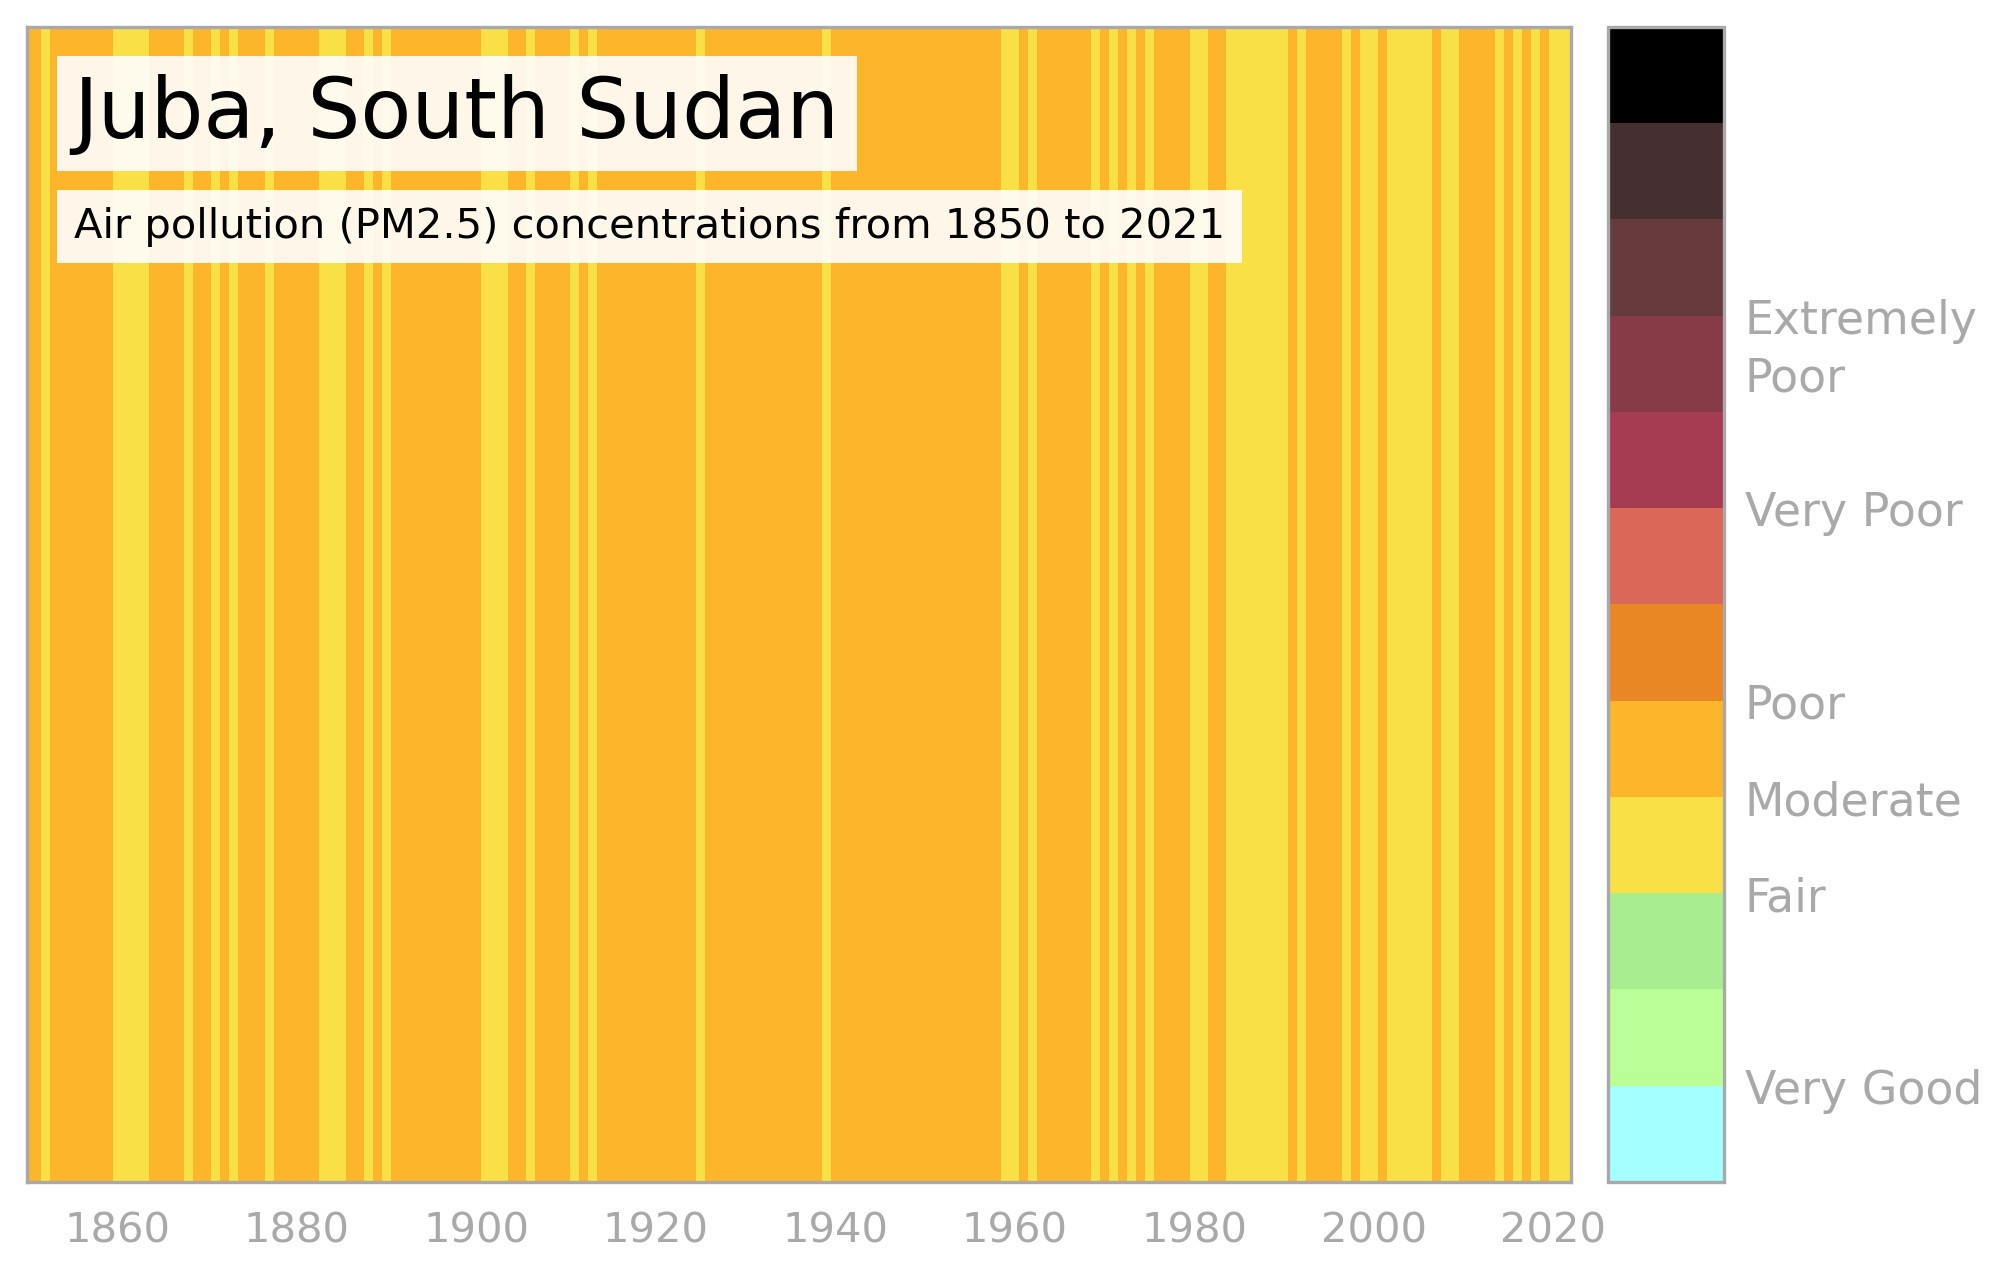 Juba, South Sudan
Air pollution (PM2.5) concentrations from 1850 to 2021
Extremely
Poor
Very Poor
Poor
Moderate
Fair
Very Good
1860 1880 1900 1920 1940 1960 1980 2000 2020